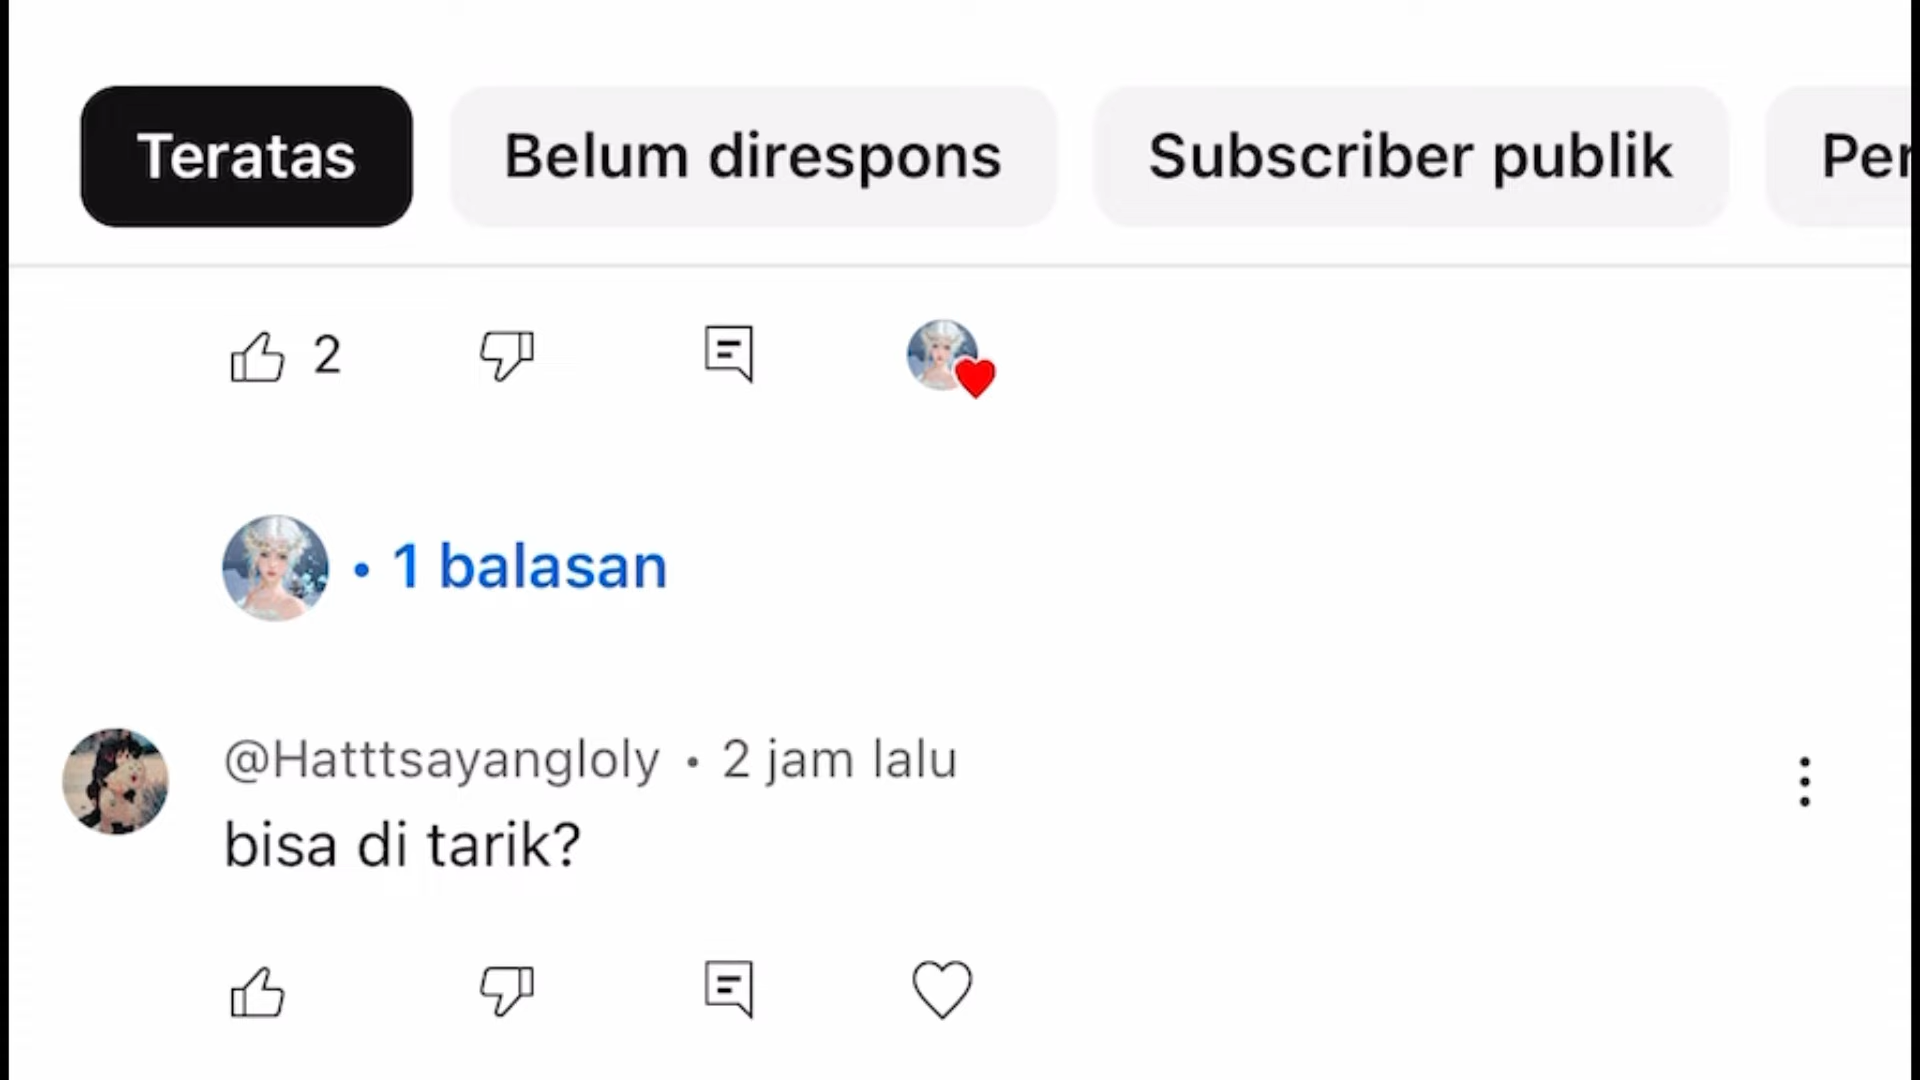 Teratas Belum direspons Subscriber publik Per
2
• 1 balasan
@Hatttsayangloly • 2 jam lalu
bisa di tarik?